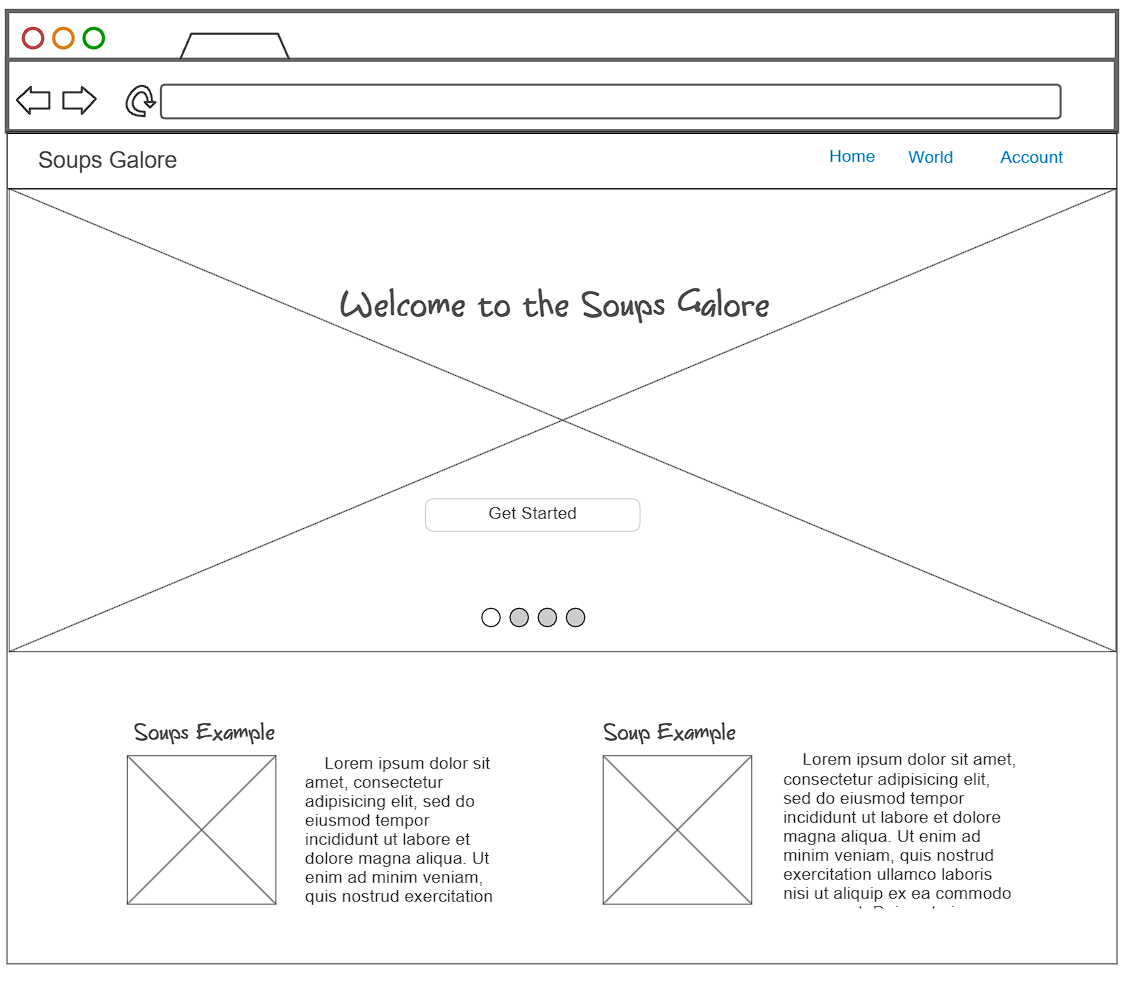 Soups Galore
Home World Account
Welcome to the Soups Galore
Get Started
Soups Example
Lorem ipsum dolor sit
amet, consectetur
adipisicing elit, sed do
eiusmod tempor
incididunt ut labore et
dolore magna aliqua. Ut
enim ad minim veniam,
quis nostrud exercitation
Soup Example
Lorem ipsum dolor sit amet,
consectetur adipisicing elit,
sed do eiusmod tempor
incididunt ut labore et dolore
magna aliqua. Ut enim ad
minim veniam, quis nostrud
exercitation ullamco laboris
nisi ut aliquip ex ea commodo